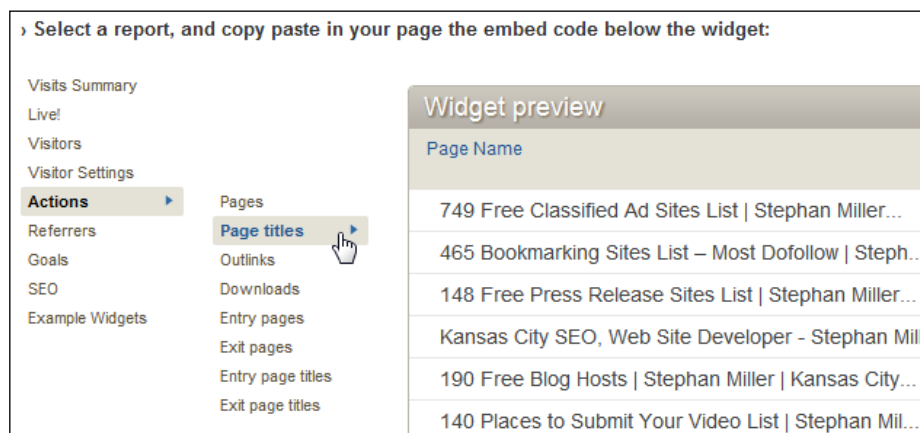 › Select a report, and copy paste in your page the embed code below the widget:
Visits Summary
Live!
Visitors
Visitor Settings
Actions
Referrers
Goals
SEO
Example Widgets
Pages
Page titles
Outlinks
Downloads
Entry pages
Exit pages
Entry page titles
Exit page titles
Widget preview
Page Name
749 Free Classified Ad Sites List | Stephan Miller...
465 Bookmarking Sites List – Most Dofollow | Steph...
148 Free Press Release Sites List | Stephan Miller...
Kansas City SEO, Web Site Developer - Stephan Mil
190 Free Blog Hosts | Stephan Miller | Kansas City...
140 Places to Submit Your Video List | Stephan Mil...